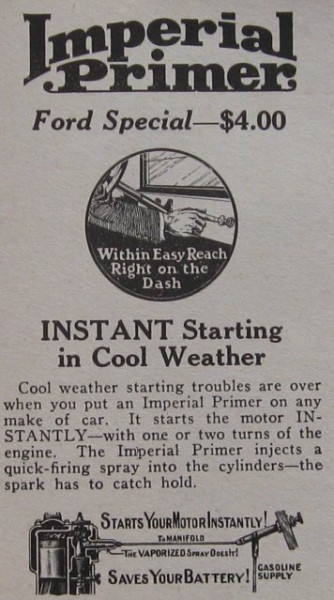 Imperial
Primer
Ford Special—$4.00
Within Easy Reach
Right on the
Dash
INSTANT Starting
in Cool Weather
Cool weather starting troubles are over
when you put an Imperial Primer on any
make of car. It starts the motor IN-
STANTLY—with one or two turns of the
engine. The Imperial Primer injects a
quick-firing spray into the cylinders—the
spark has to catch hold.
STARTS YOUR MOTOR INSTANTLY!
TO MANIFOLD
THE VAPORIZED SPRAY DOES IT!
SAVES YOUR BATTERY!
GASOLINE
SUPPLY